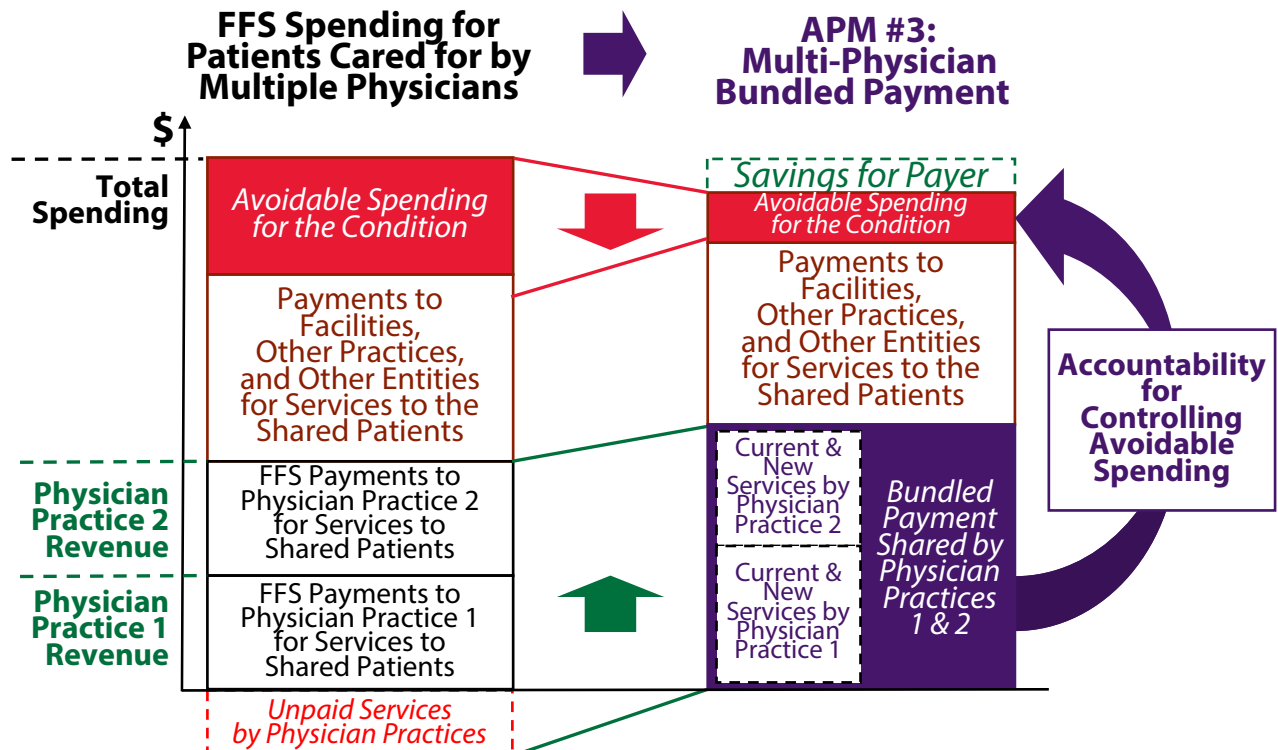 FFS Spending for
Patients Cared for by
Multiple Physicians
APM #3:
Multi-Physician
Bundled Payment
$
Total
Spending
Physician
Practice 2
Revenue
Physician
Practice 1
Revenue
Avoidable Spending
for the Condition
Payments to
Facilities,
Other Practices,
and Other Entities
for Services to the
Shared Patients
FFS Payments to
Physician Practice 2
for Services to
Shared Patients
FFS Payments to
Physician Practice 1
for Services to
Shared Patients
Unpaid Services
by Physician Practices
Savings for Payer
Avoidable Spending
for the Condition
Payments to
Facilities,
Other Practices,
and Other Entities
for Services to the
Shared Patients
Current &
New
Services by
Physician
Practice 2
Current &
New
Services by
Physician
Practice 1
Bundled
Payment
Shared by
Physician
Practices
1 & 2
Accountability
for
Controlling
Avoidable
Spending